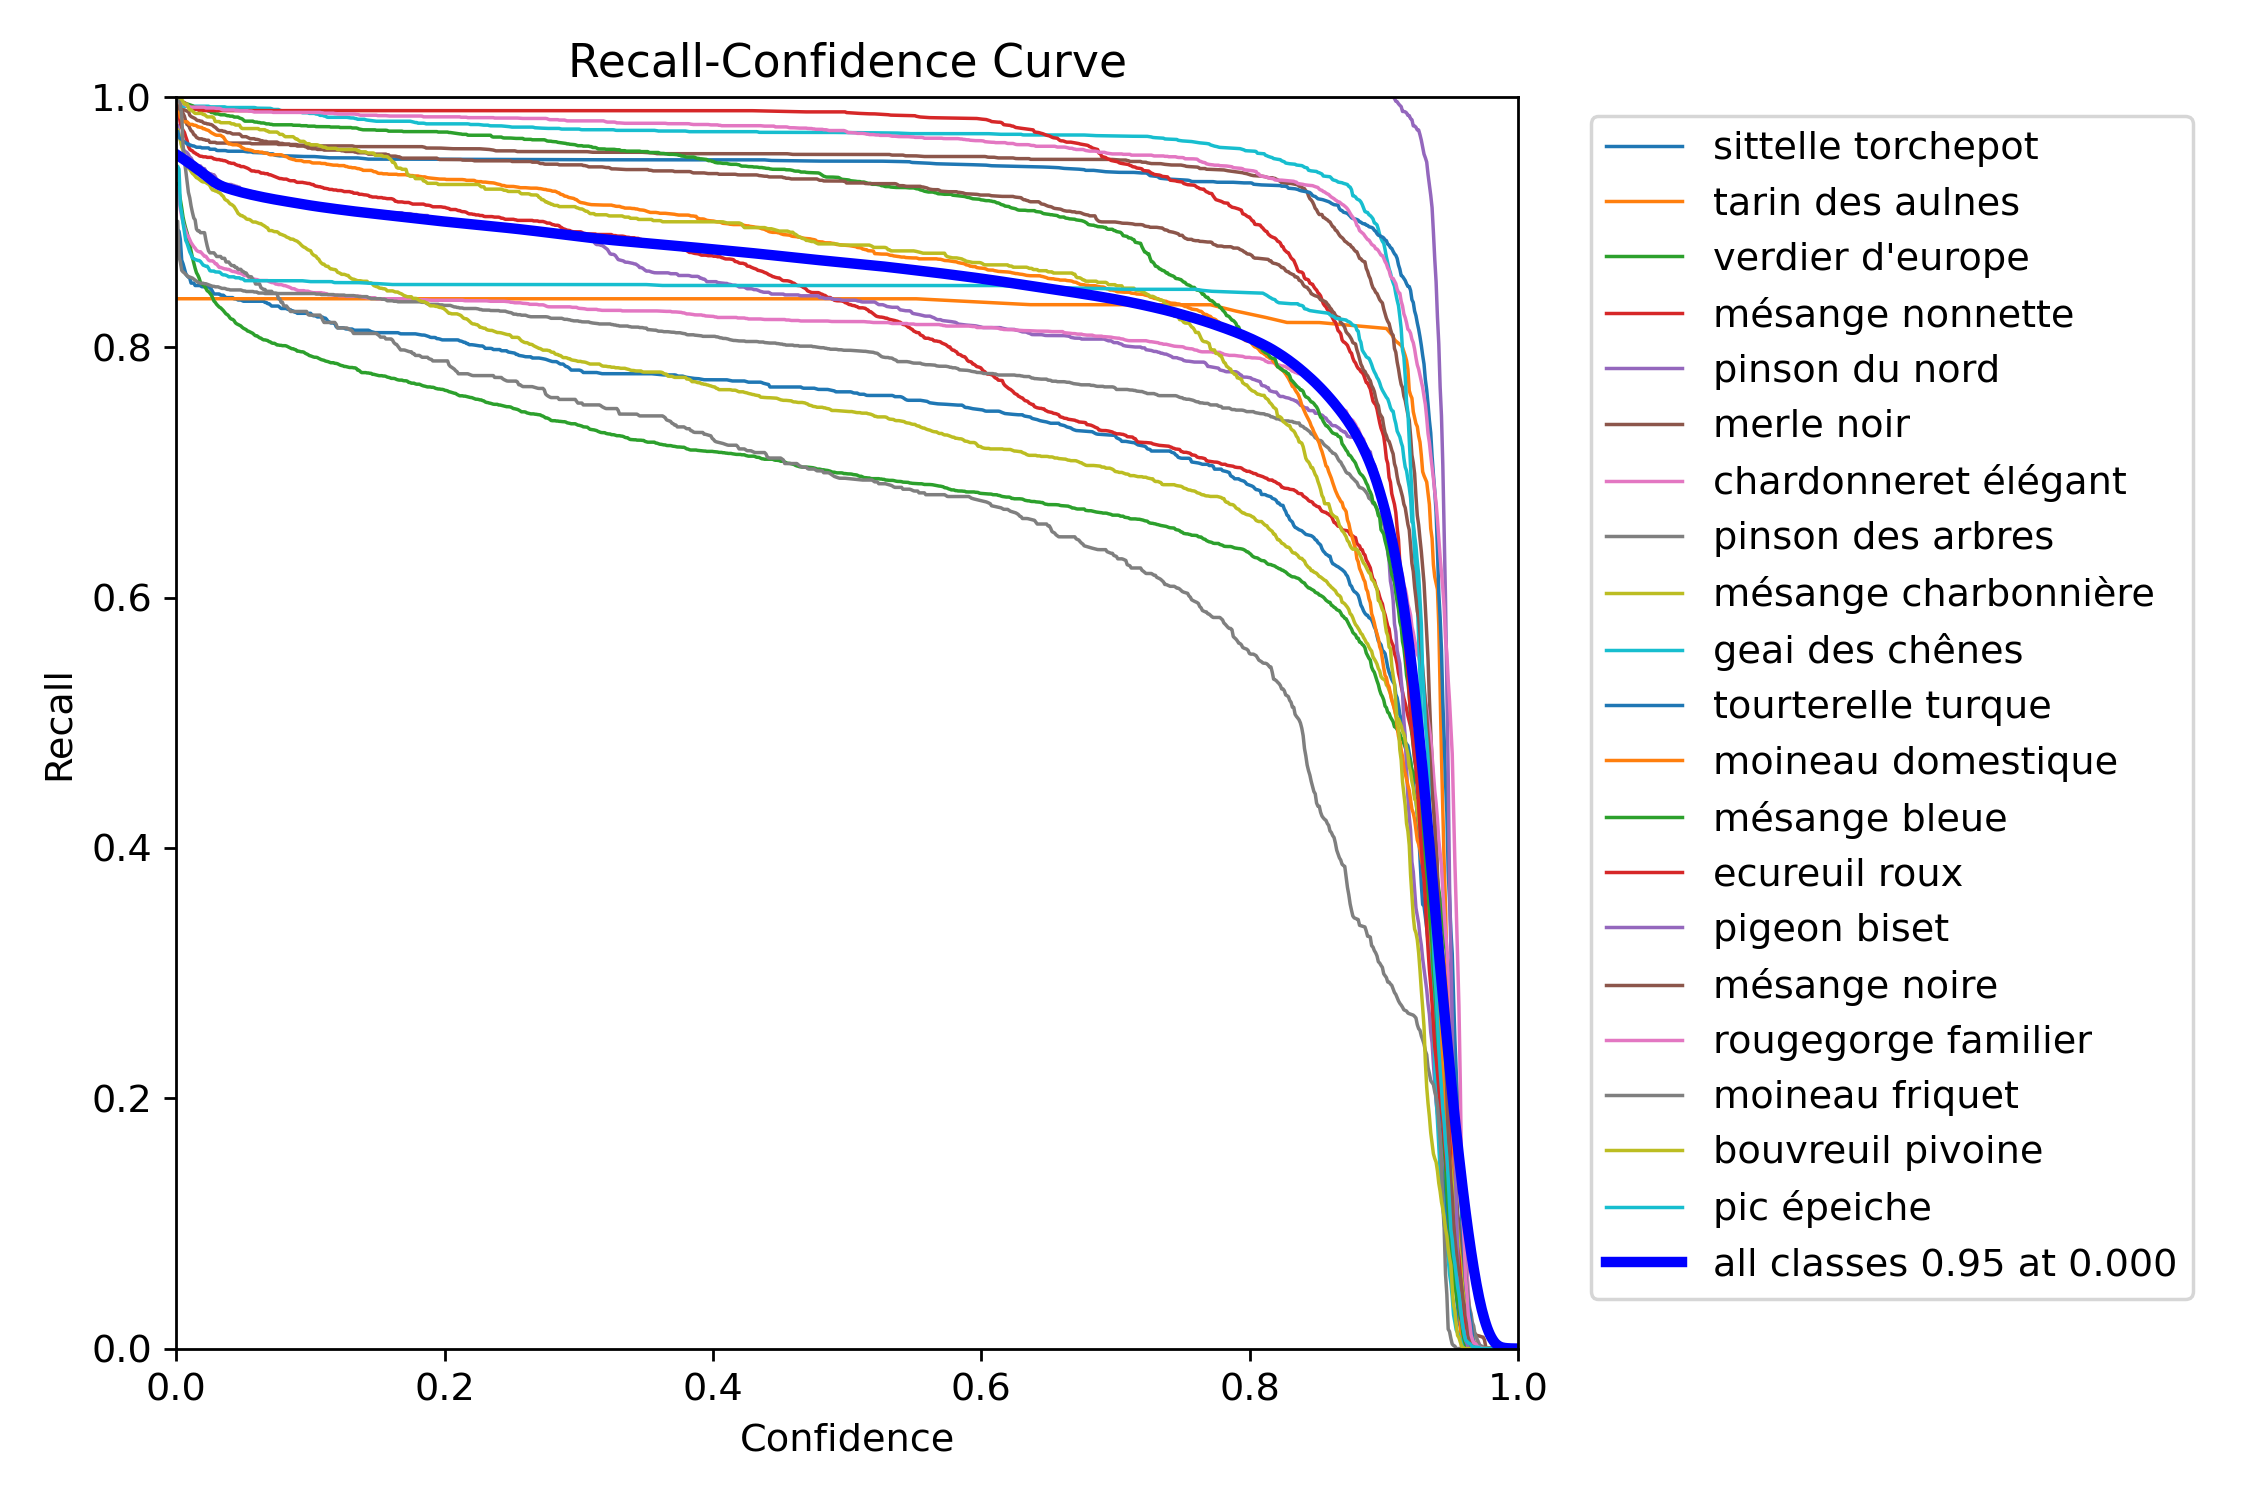 Recall-Confidence Curve
1.0
0.8
0.6
0.4
0.2
0.0
Recall
0.0 0.2 0.4 0.6 0.8 1.0
Confidence
sittelle torchepot
tarin des aulnes
verdier d'europe
mésange nonnette
pinson du nord
merle noir
chardonneret élégant
pinson des arbres
mésange charbonnière
geai des chênes
tourterelle turque
moineau domestique
mésange bleue
ecureuil roux
pigeon biset
mésange noire
rougegorge familier
moineau friquet
bouvreuil pivoine
pic épeiche
all classes 0.95 at 0.000